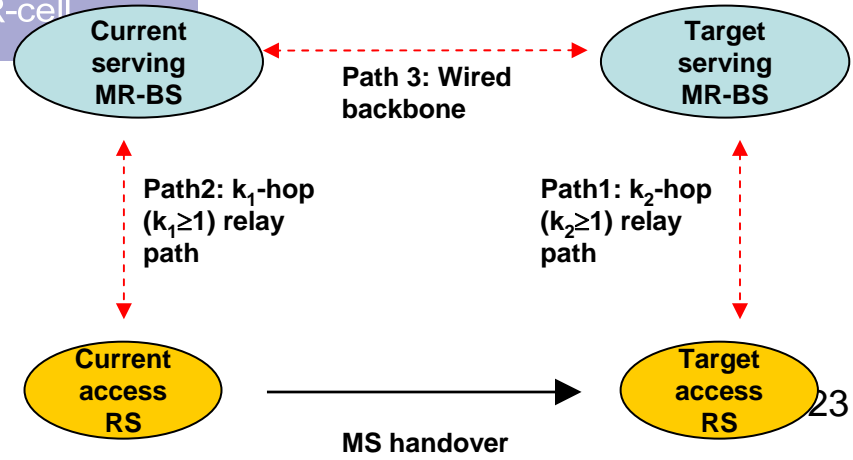 R-cell
Current
serving
MR-BS
Path 3: Wired
backbone
Target
serving
MR-BS
Path2: k₁-hop
(k₁≥1) relay
path
Path1: k₂-hop
(k₂≥1) relay
path
Current
access
RS
MS handover
Target
access
RS
23